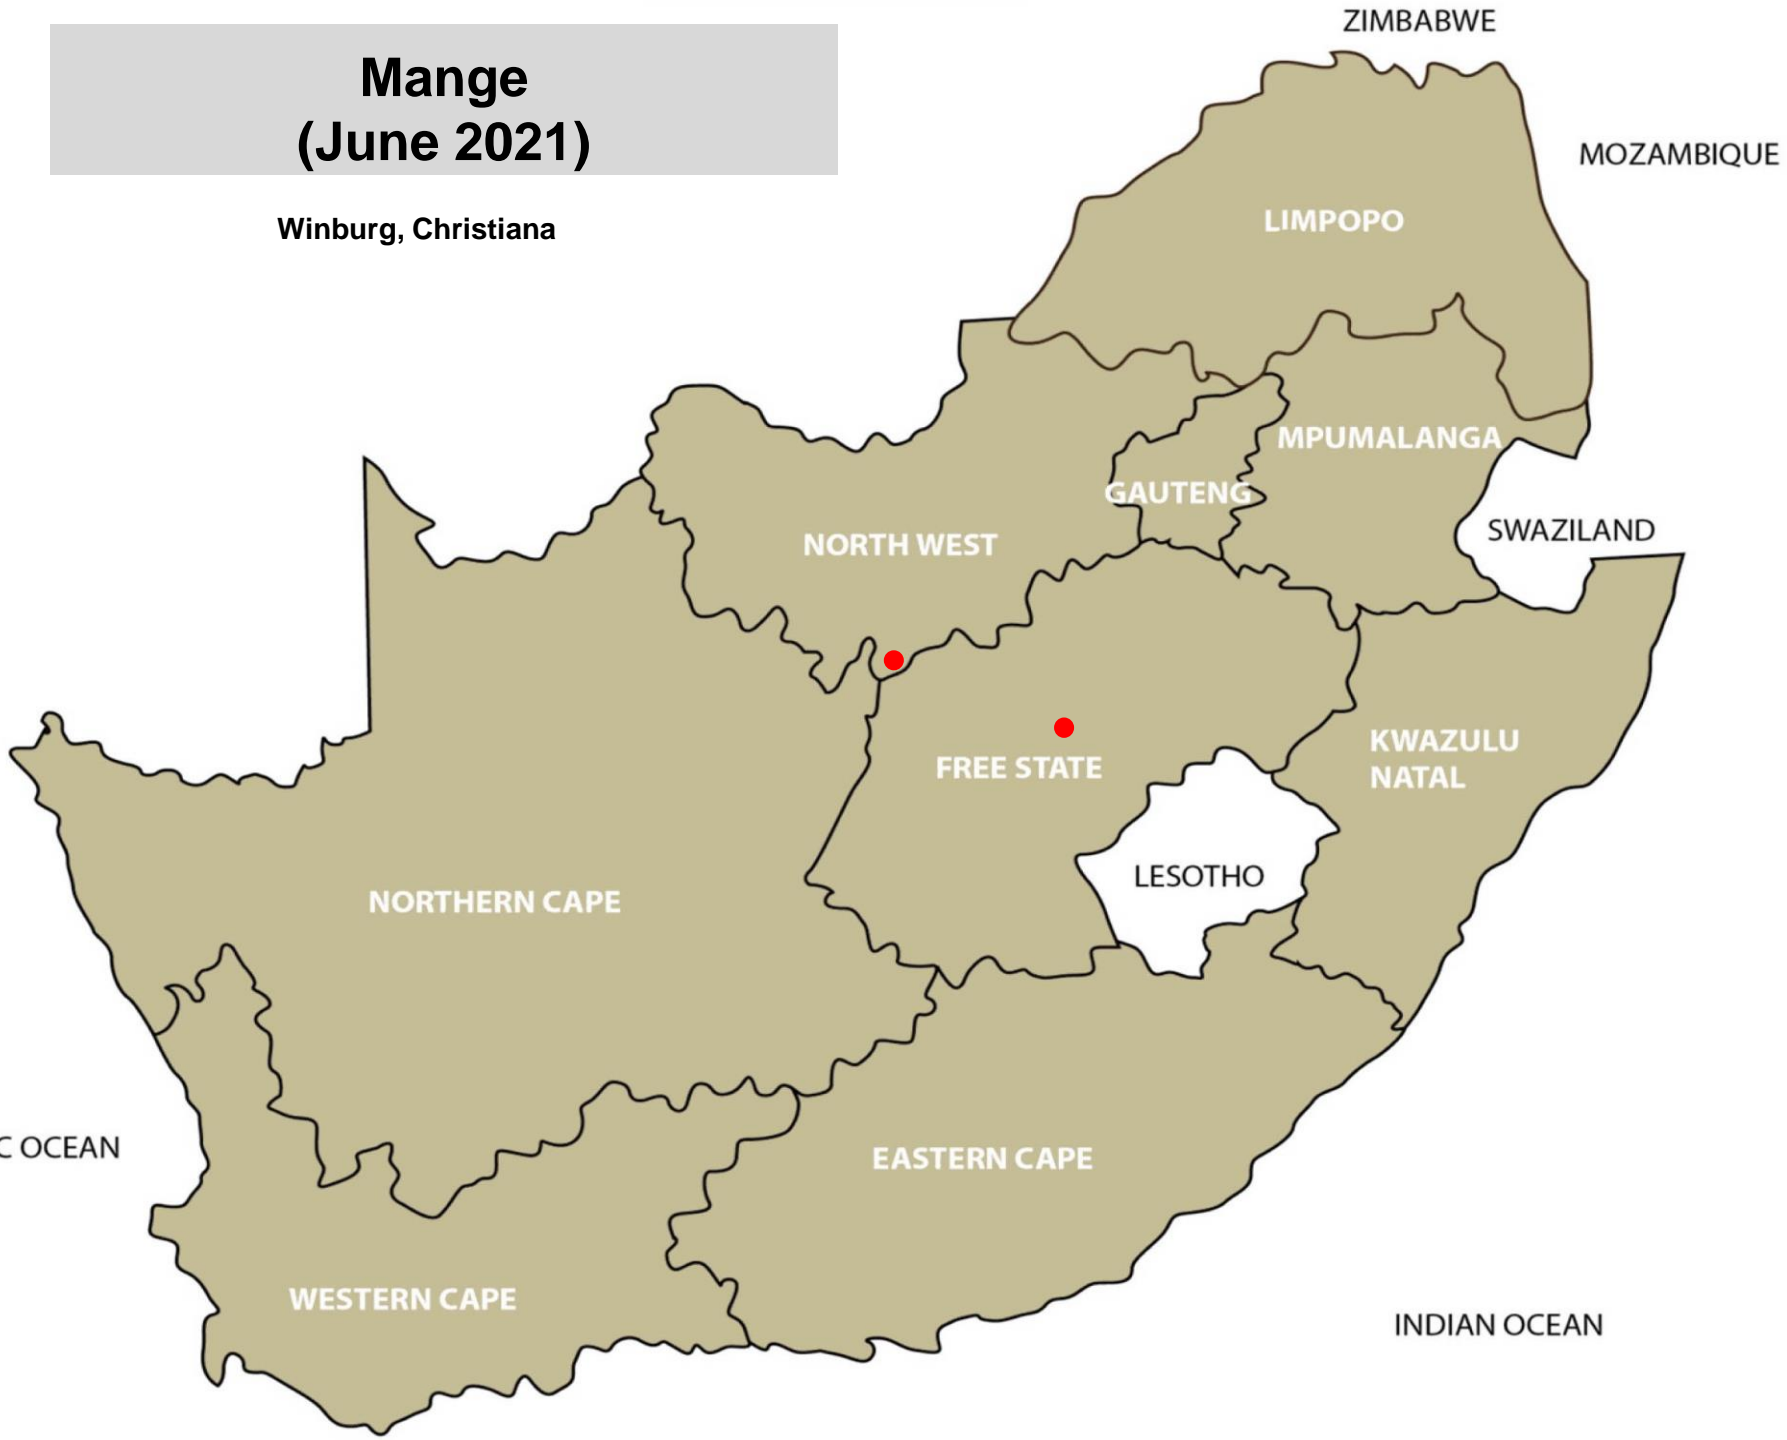 Mange
(June 2021)
Winburg, Christiana
ZIMBABWE
MOZAMBIQUE
LIMPOPO
MPUMALANGA
GAUTENG
SWAZILAND
NORTH WEST
KWAZULU
NATAL
FREE STATE
LESOTHO
NORTHERN CAPE
C OCEAN
EASTERN CAPE
WESTERN CAPE
INDIAN OCEAN